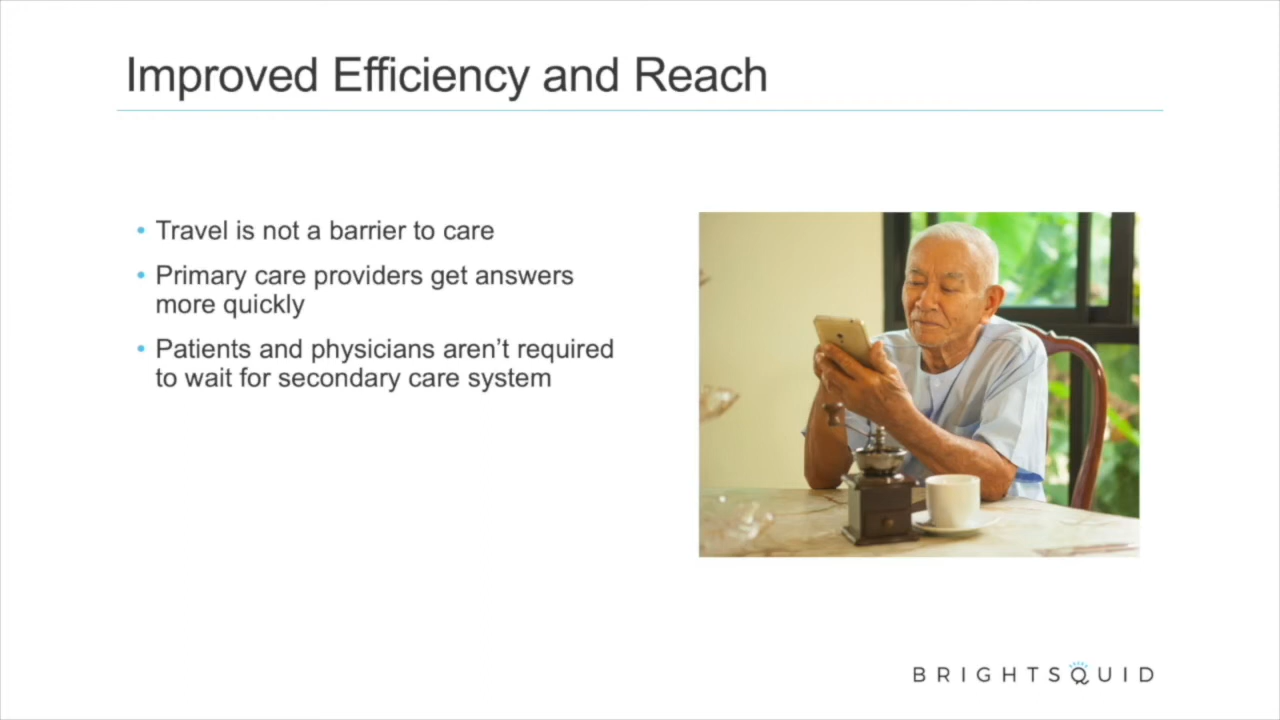 Improved Efficiency and Reach
• Travel is not a barrier to care
• Primary care providers get answers
more quickly
• Patients and physicians aren’t required
to wait for secondary care system
BRIGHTSQUID